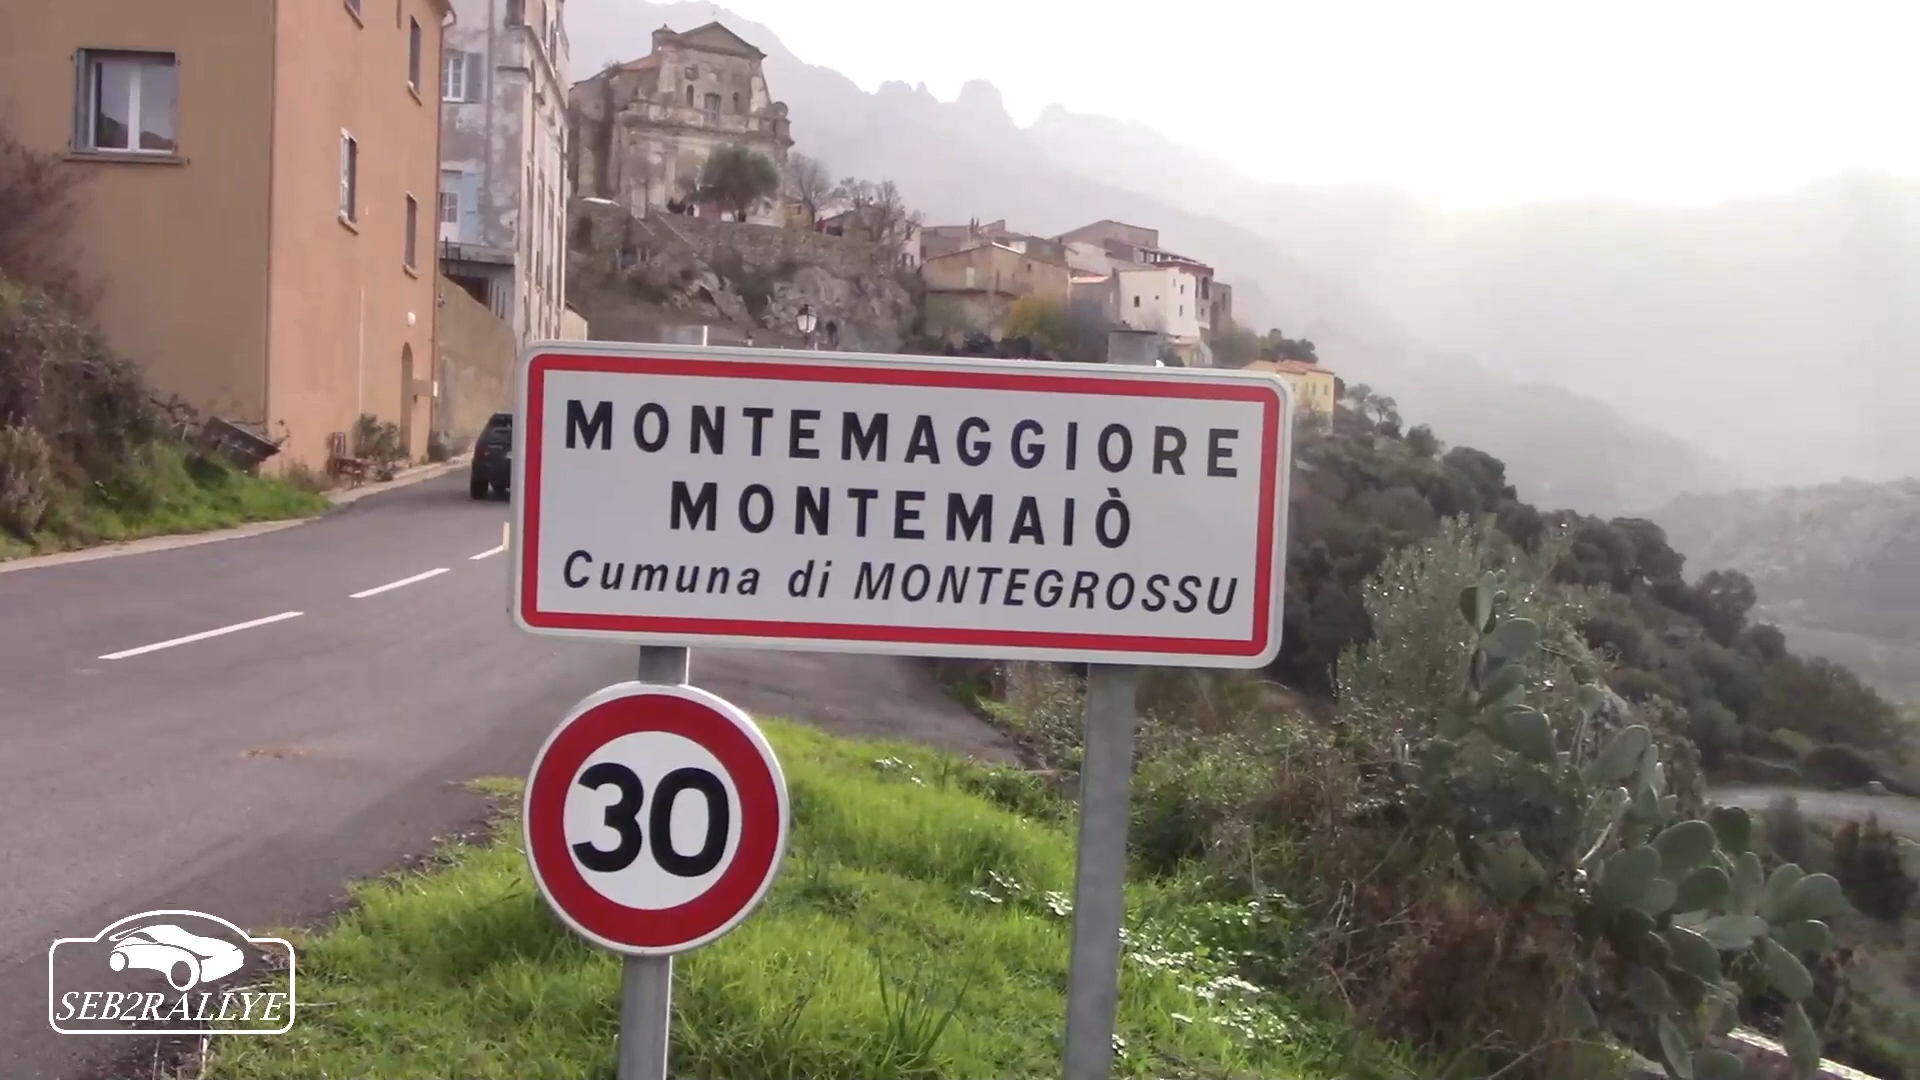 MONTEMAGGIORE
MONTEMAIÒ
Cumuna di MONTEGROSSU
30
SEB2RALLYE